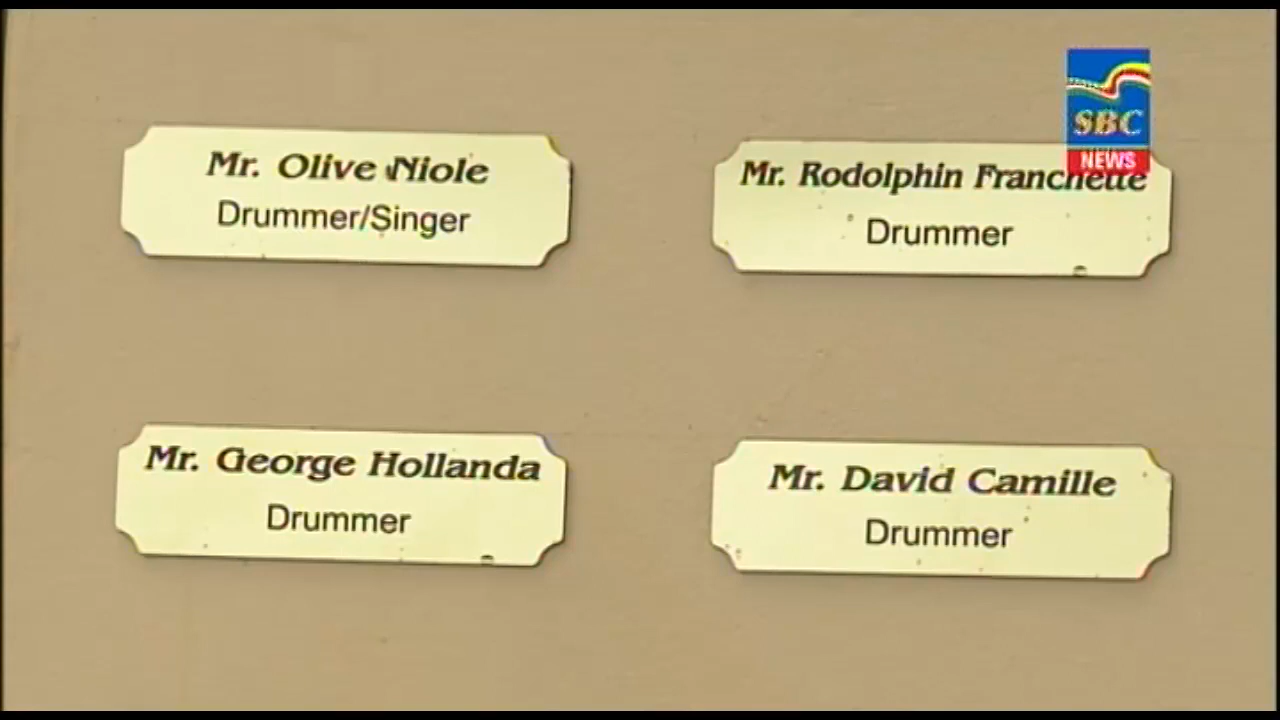 SBC
NEWS
Mr. Olive Niole
Drummer/Singer
Mr. Rodolphin Franchette
Drummer
Mr. George Hollanda
Drummer
Mr. David Camille
Drummer